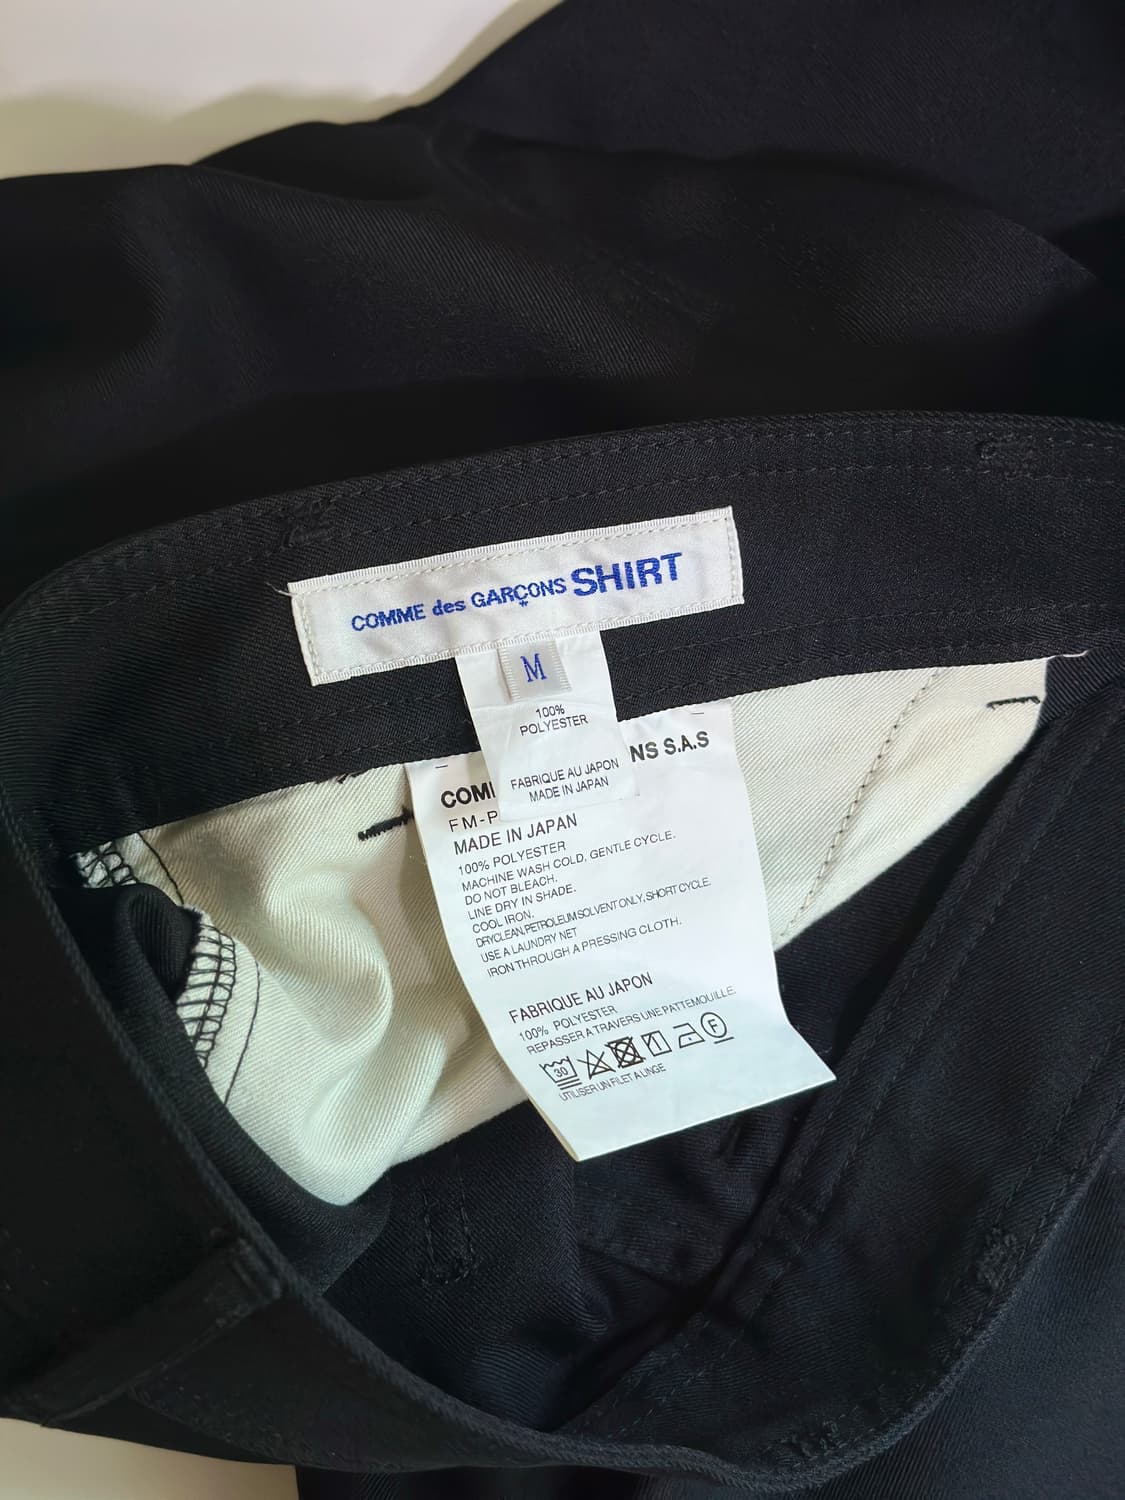 COMME des GARÇONS SHIRT
M
100%
POLYESTER
FABRIQUE AU JAPON
MADE IN JAPAN
NS S.A.S
FM-P
MADE IN JAPAN
100% POLYESTER
MACHINE WASH COLD, GENTLE CYCLE.
DO NOT BLEACH.
LINE DRY IN SHADE.
COOL IRON.
DRYCLEAN,PETROLEUM SOLVENT ONLY, SHORT CYCLE.
USE A LAUNDRY NET
IRON THROUGH A PRESSING CLOTH.
FABRIQUE AU JAPON
100% POLYESTER
REPASSER A TRAVERS UNE PATTEMOUILLE.
30
F
UTILISER UN FILET A LINGE